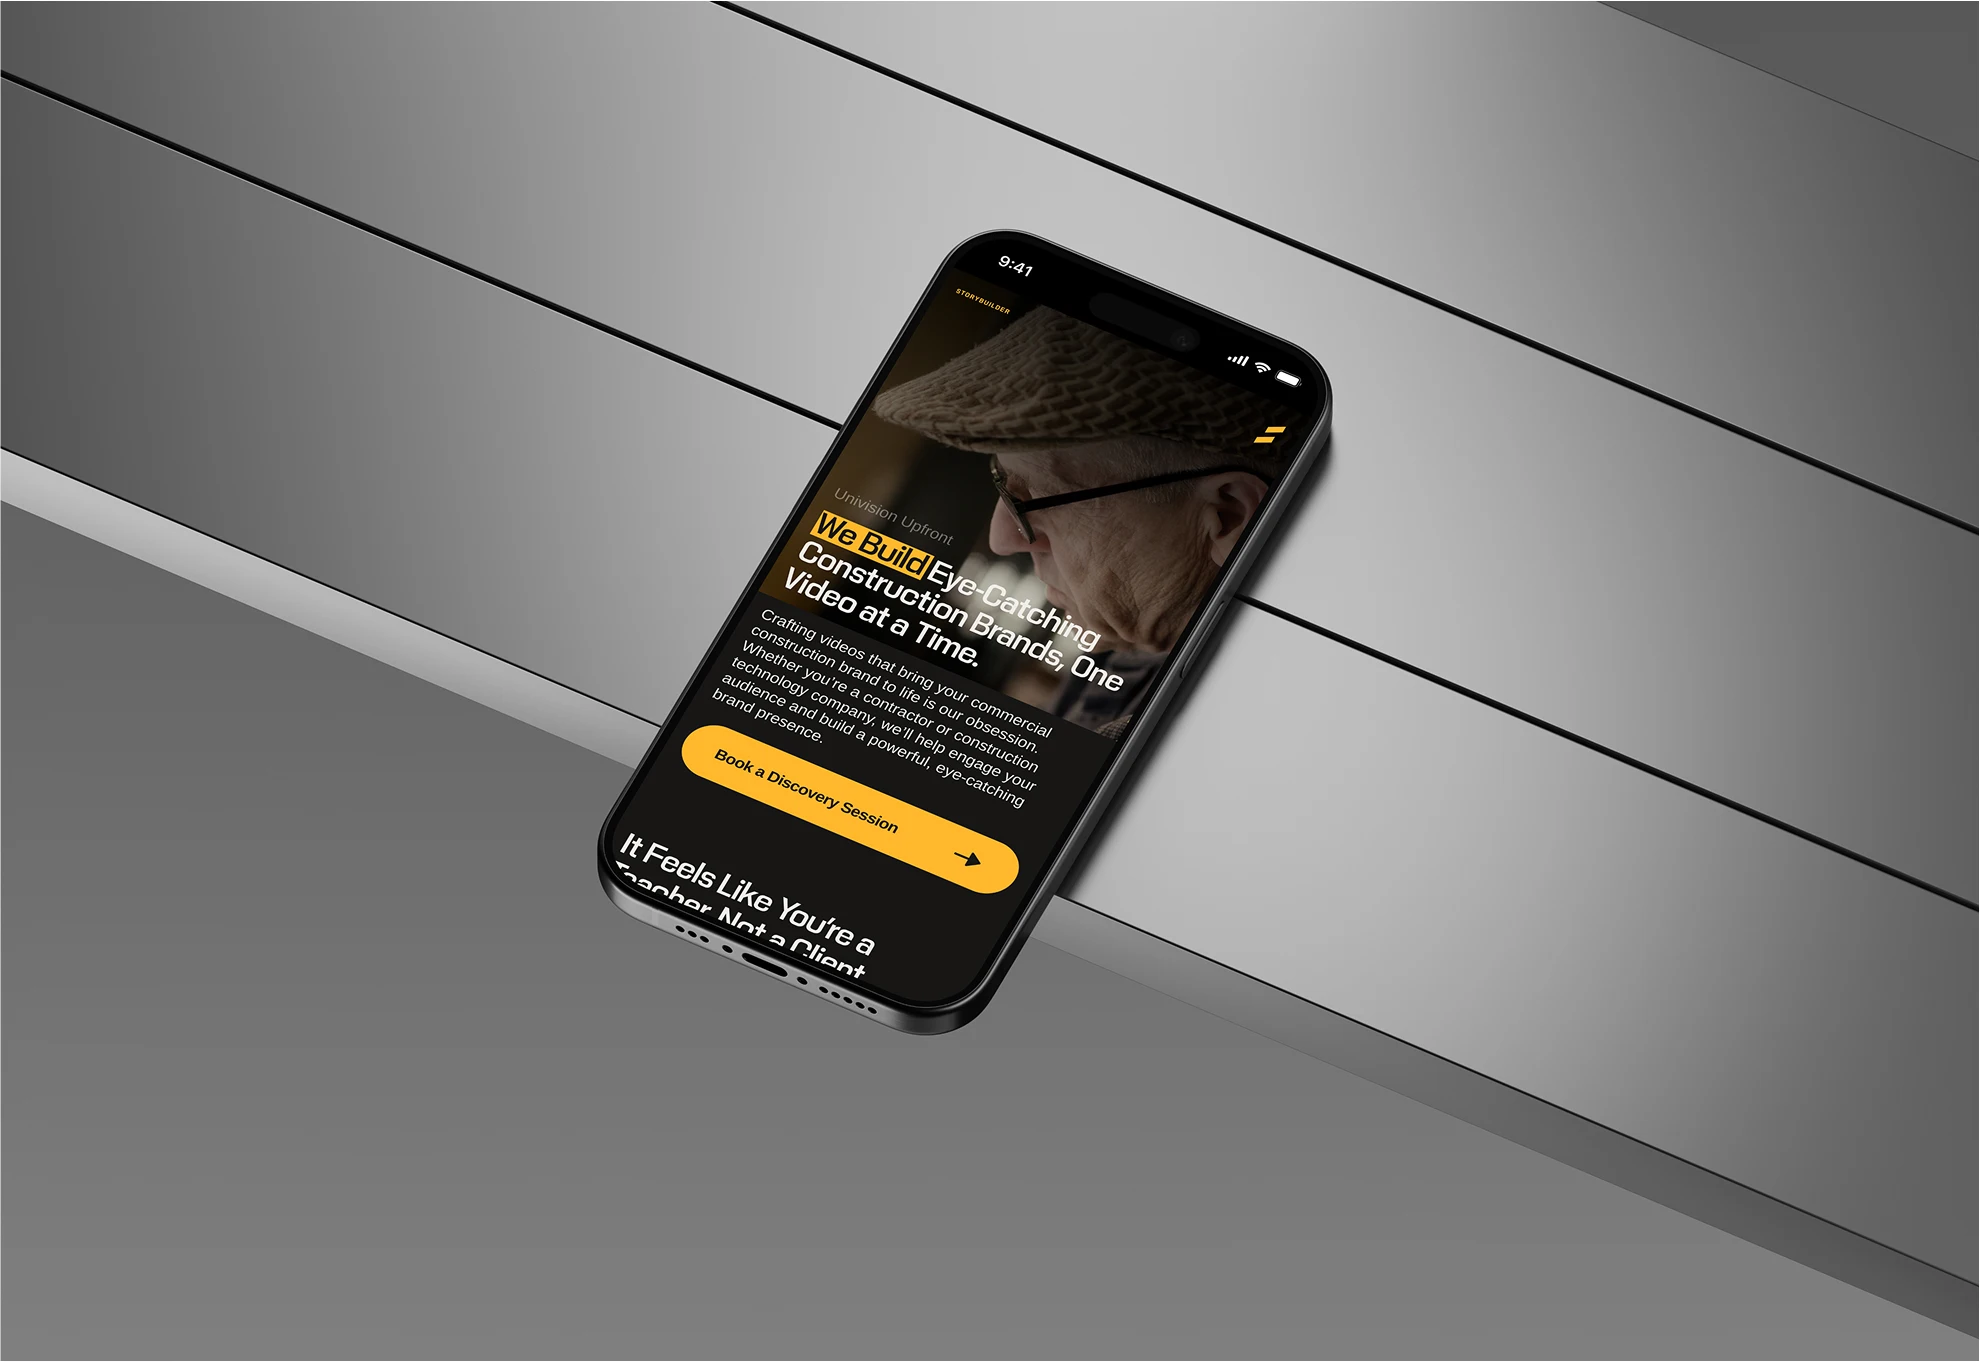 9:41
STORYBUILDER
Univision Upfront
We Build Eye-Catching
Construction Brands, One
Video at a Time.
Crafting videos that bring your commercial
construction brand to life is our obsession.
Whether you're a contractor or construction
technology company, we'll help engage your
audience and build a powerful, eye-catching
brand presence.
Book a Discovery Session
It Feels Like You're a
Teacher, Not a Client